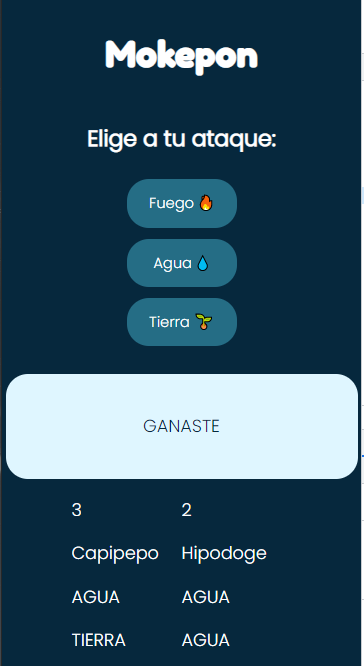 Mokepon
Elige a tu ataque:
Fuego 🔥
Agua 💧
Tierra 🌱
GANASTE
3 2
Capipepo Hipodoge
AGUA AGUA
TIERRA AGUA